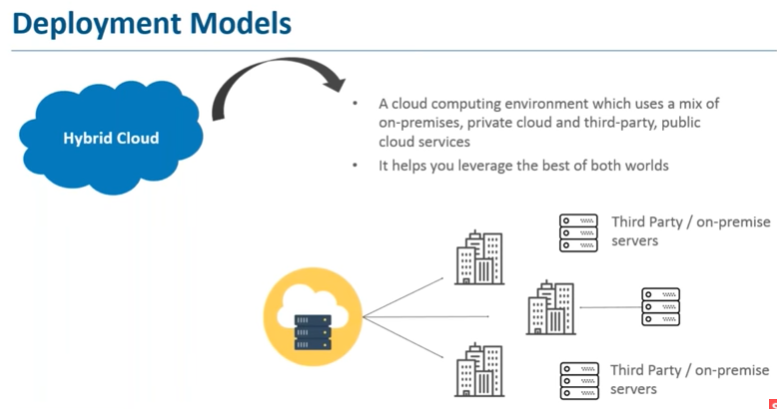 Deployment Models
Hybrid Cloud
• A cloud computing environment which uses a mix of
on-premises, private cloud and third-party, public
cloud services
• It helps you leverage the best of both worlds
Third Party / on-premise
servers
Third Party / on-premise
servers